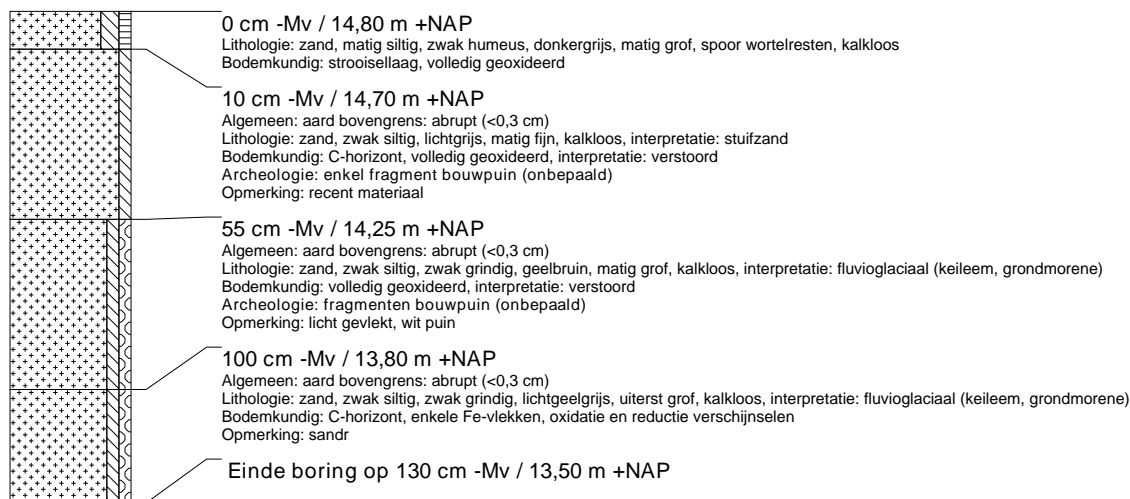 0 cm -Mv / 14,80 m +NAP
Lithologie: zand, matig siltig, zwak humeus, donkergrijs, matig grof, spoor wortelresten, kalkloos
Bodemkundig: strooisellaag, volledig geoxideerd
10 cm -Mv / 14,70 m +NAP
Algemeen: aard bovengrens: abrupt (<0,3 cm)
Lithologie: zand, zwak siltig, lichtgrijs, matig fijn, kalkloos, interpretatie: stuifzand
Bodemkundig: C-horizont, volledig geoxideerd, interpretatie: verstoord
Archeologie: enkel fragment bouwpuin (onbepaald)
Opmerking: recent materiaal
55 cm -Mv / 14,25 m +NAP
Algemeen: aard bovengrens: abrupt (<0,3 cm)
Lithologie: zand, zwak siltig, zwak grindig, geelbruin, matig grof, kalkloos, interpretatie: fluvioglaciaal (keileem, grondmorene)
Bodemkundig: volledig geoxideerd, interpretatie: verstoord
Archeologie: fragmenten bouwpuin (onbepaald)
Opmerking: licht gevlekt, wit puin
100 cm -Mv / 13,80 m +NAP
Algemeen: aard bovengrens: abrupt (<0,3 cm)
Lithologie: zand, zwak siltig, zwak grindig, lichtgeelgrijs, uiterst grof, kalkloos, interpretatie: fluvioglaciaal (keileem, grondmorene)
Bodemkundig: C-horizont, enkele Fe-vlekken, oxidatie en reductie verschijnselen
Opmerking: sandr
Einde boring op 130 cm -Mv / 13,50 m +NAP